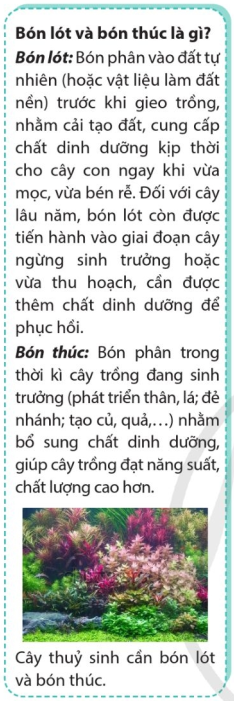 Bón lót và bón thúc là gì?
Bón lót: Bón phân vào đất tự
nhiên (hoặc vật liệu làm đất
nền) trước khi gieo trồng,
nhằm cải tạo đất, cung cấp
chất dinh dưỡng kịp thời
cho cây con ngay khi vừa
mọc, vừa bén rễ. Đối với cây
lâu năm, bón lót còn được
tiến hành vào giai đoạn cây
ngừng sinh trưởng hoặc
vừa thu hoạch, cần được
thêm chất dinh dưỡng để
phục hồi.
Bón thúc: Bón phân trong
thời kì cây trồng đang sinh
trưởng (phát triển thân, lá; đẻ
nhánh; tạo củ, quả,...) nhằm
bổ sung chất dinh dưỡng,
giúp cây trồng đạt năng suất,
chất lượng cao hơn.
Cây thuỷ sinh cần bón lót
và bón thúc.